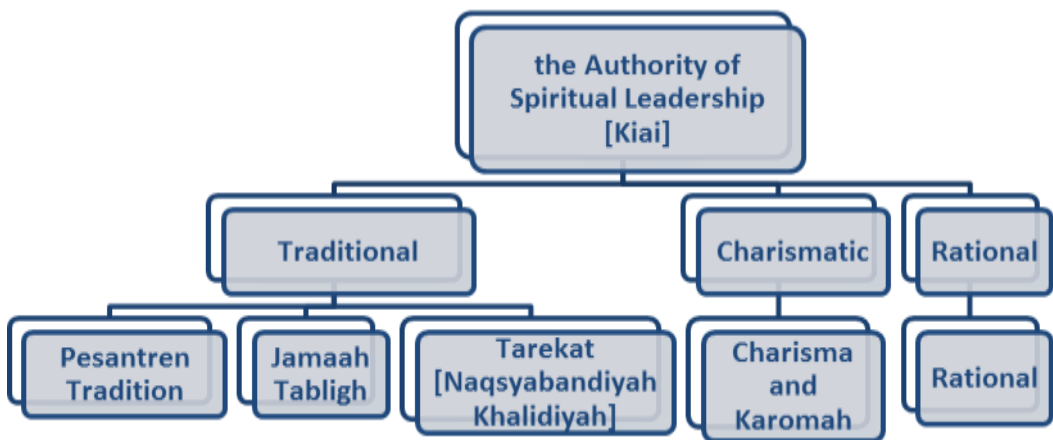 the Authority of
Spiritual Leadership
[Kiai]
Traditional
Charismatic
Rational
Pesantren
Tradition
Jamaah
Tabligh
Tarekat
[Naqsyabandiyah
Khalidiyah]
Charisma
and
Karomah
Rational